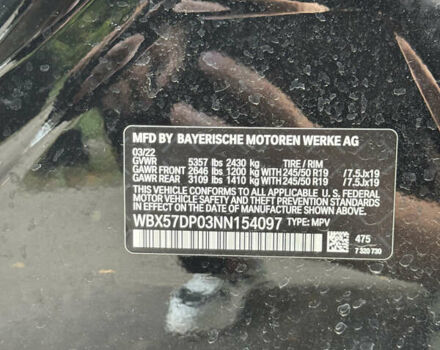 MFD BY BAYERISCHE MOTOREN WERKE AG
03/22
GVWR 5357 lbs 2430 kg TIRE / RIM
GAWR FRONT 2646 lbs 1200 kg WITH 245/50 R19 /7.5Jx19
GAWR REAR 3109 lbs 1410 kg WITH 245/50 R19 /7.5Jx19
THIS VEHICLE CONFORMS TO ALL APPLICABLE U. S. FEDERAL
MOTOR VEHICLE SAFETY STANDARDS IN EFFECT ON THE DATE OF
MANUFACTURE SHOWN ABOVE.
WBX57DP03NN154097 TYPE: MPV
475
7 320 730